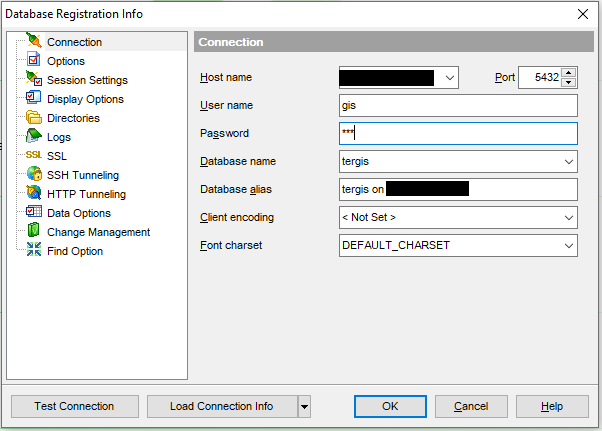 Database Registration Info
Connection
Options
Session Settings
Display Options
Directories
Logs
SSL SSL
SSH Tunneling
HTTP Tunneling
Data Options
Change Management
Find Option
Connection
Host name Port 5432
User name gis
Password ***
Database name tergis
Database alias tergis on
Client encoding < Not Set >
Font charset DEFAULT_CHARSET
Test Connection Load Connection Info OK Cancel Help